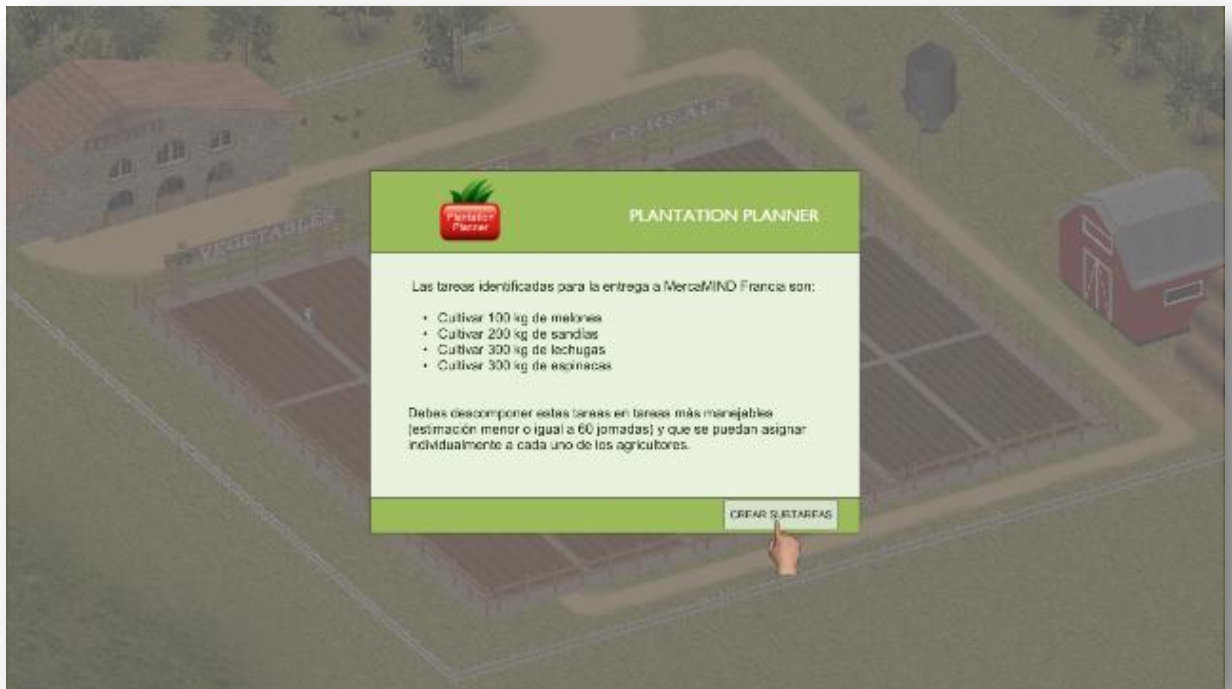 CEREALS
VEGETABLES
Plantation
Planner
PLANTATION PLANNER
Las tareas identificadas para la entrega a MercaMIND Francia son:
• Cultivar 100 kg de melones
• Cultivar 200 kg de sandías
• Cultivar 300 kg de lechugas
• Cultivar 300 kg de espinacas
Debes descomponer estas tareas en tareas más manejables
(estimación menor o igual a 60 jornadas) y que se puedan asignar
individualmente a cada uno de los agricultores.
CREAR SUBTAREAS